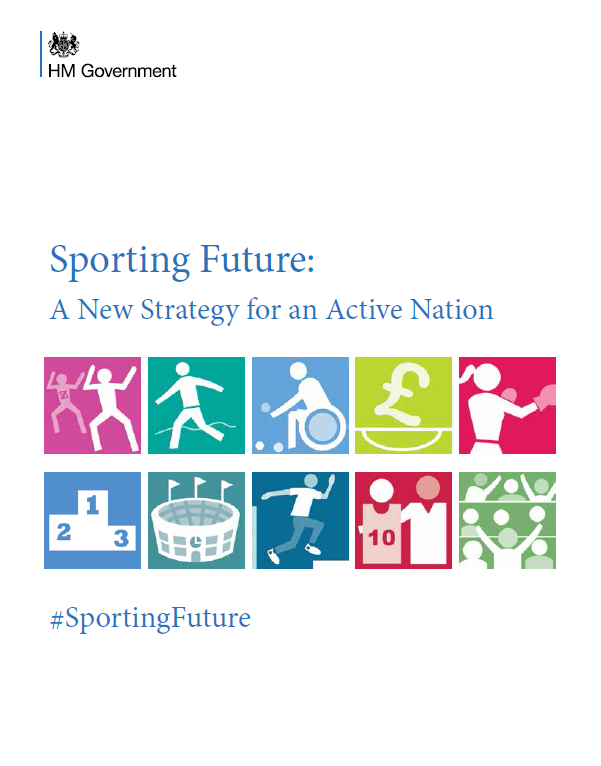 HM Government
Sporting Future:
A New Strategy for an Active Nation
Z
£
1
2
3
10
#SportingFuture